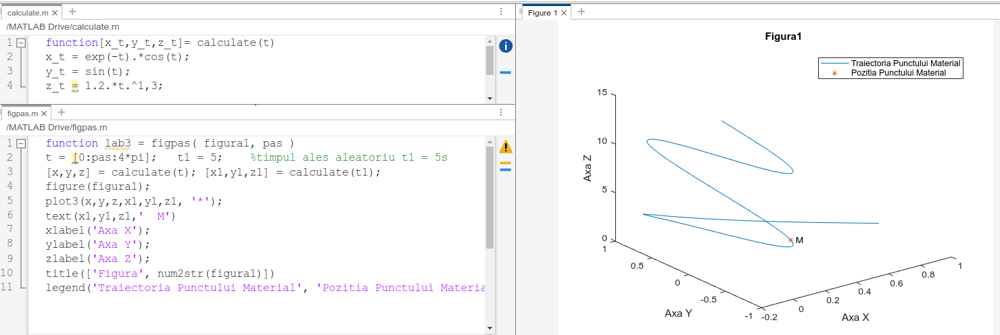 calculate.m × +
/MATLAB Drive/calculate.m
1 function[x_t,y_t,z_t]= calculate(t)
2 x_t = exp(-t).*cos(t);
3 y_t = sin(t);
4 z_t = 1.2.*t.^1,3;
figpas.m × +
/MATLAB Drive/figpas.m
1 function lab3 = figpas( figura1, pas )
2 t = [0:pas:4*pi]; t1 = 5; %timpul ales aleatoriu t1 = 5s
3 [x,y,z] = calculate(t); [x1,y1,z1] = calculate(t1);
4 figure(figura1);
5 plot3(x,y,z,x1,y1,z1, '*');
6 text(x1,y1,z1,'  M')
7 xlabel('Axa X');
8 ylabel('Axa Y');
9 zlabel('Axa Z');
10 title(['Figura', num2str(figura1)])
11 legend('Traiectoria Punctului Material', 'Pozitia Punctului Materia
Figure 1 × +
Figura1
Traiectoria Punctului Material
Pozitia Punctului Material
15
10
5
0
Axa Z
1
0.5
0
-0.5
-1
Axa Y
-0.2
0
0.2
0.4
0.6
0.8
1
Axa X
M